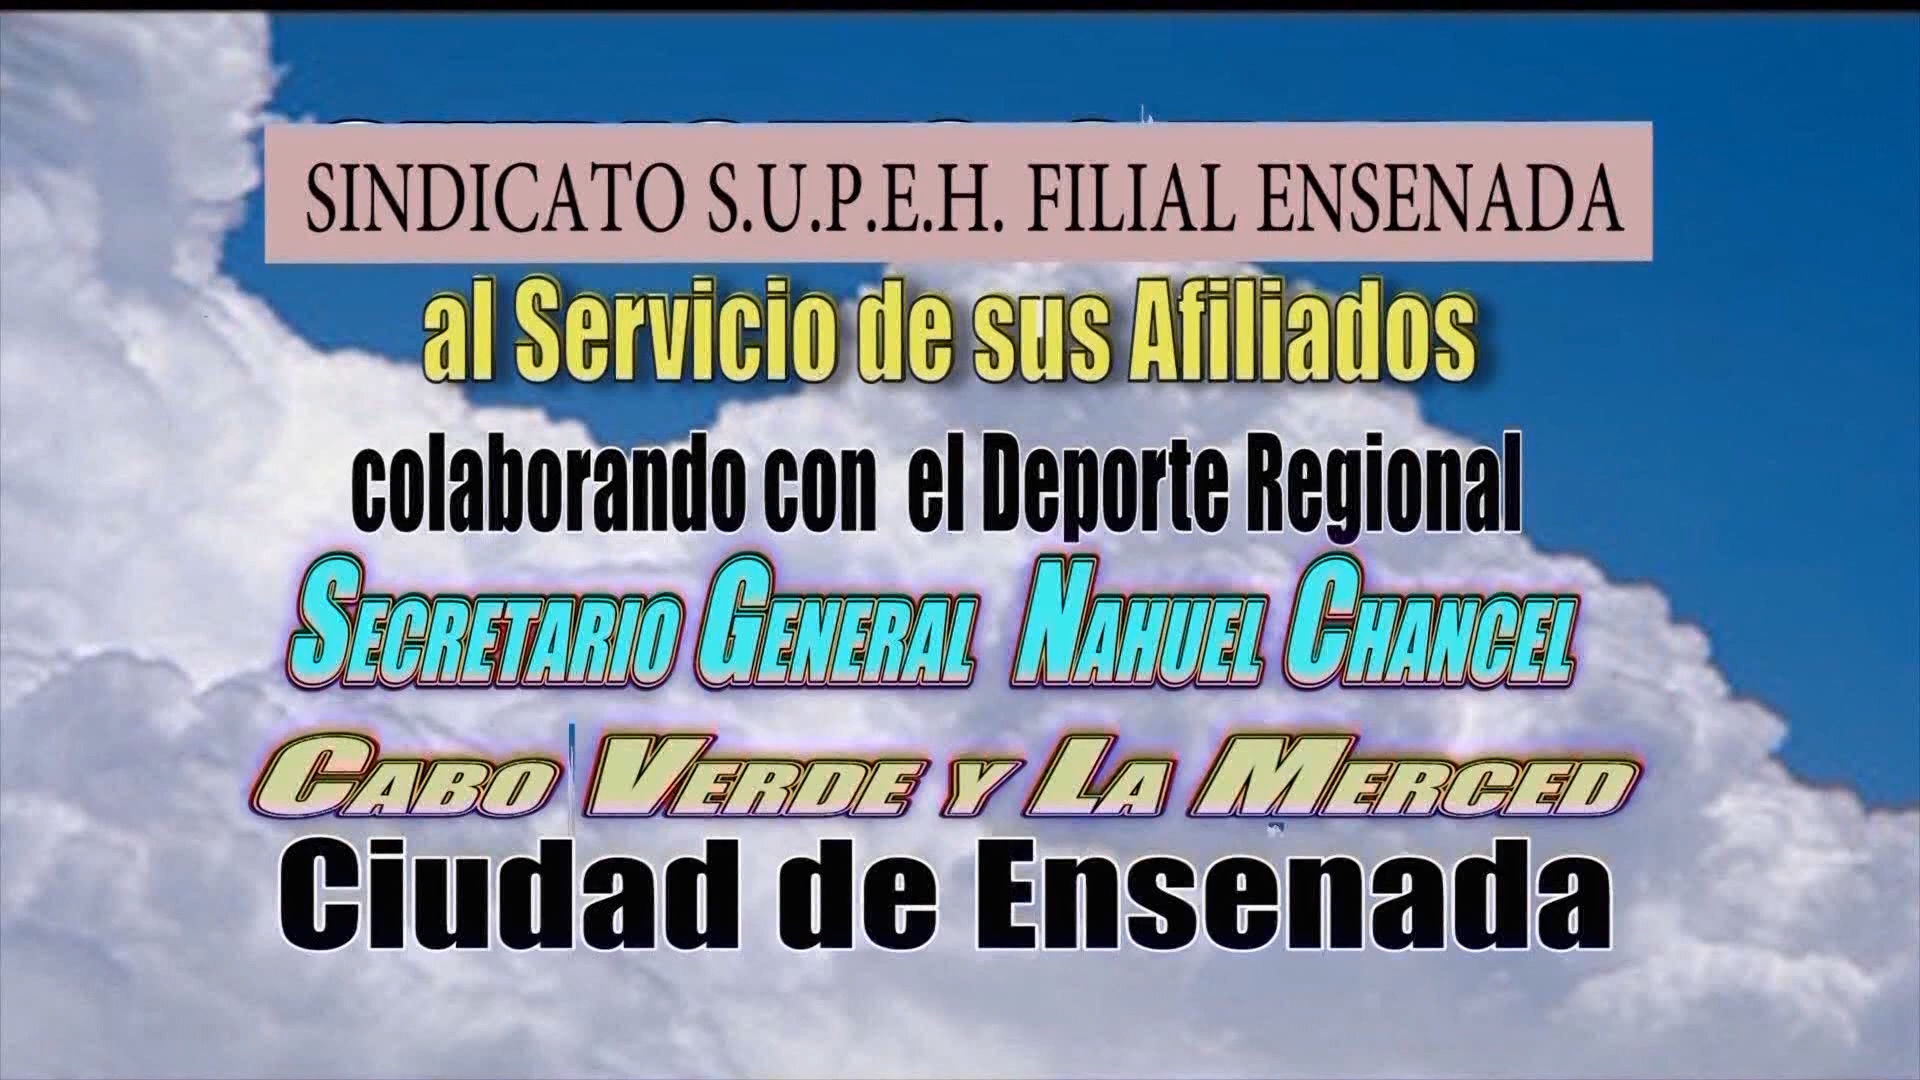 SINDICATO S.U.P.E.H. FILIAL ENSENADA
al Servicio de sus Afiliados
colaborando con el Deporte Regional
SECRETARIO GENERAL NAHUEL CHANCEL
CABO VERDE Y LA MERCED
Ciudad de Ensenada